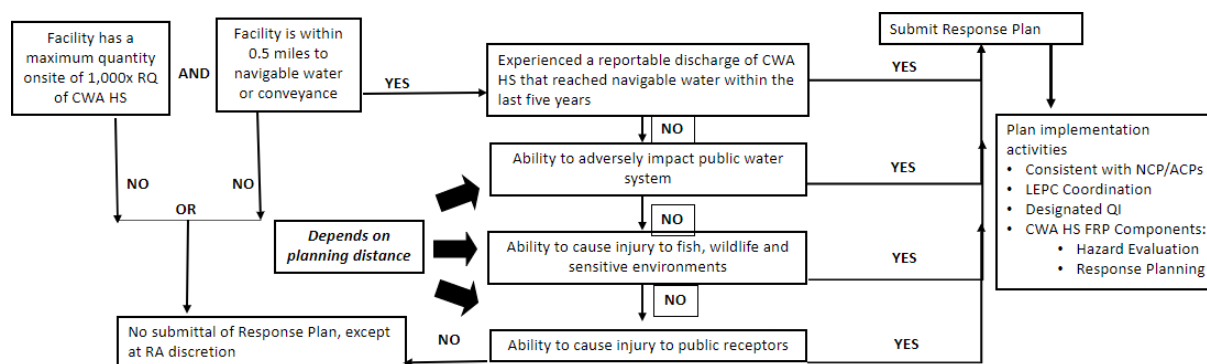 Facility has a
maximum quantity
onsite of 1,000x RQ
of CWA HS
AND
Facility is within
0.5 miles to
navigable water
or conveyance
YES
Experienced a reportable discharge of CWA
HS that reached navigable water within the
last five years
YES
Submit Response Plan
NO
Ability to adversely impact public water
system
YES
Plan implementation
activities
• Consistent with NCP/ACPs
• LEPC Coordination
• Designated QI
• CWA HS FRP Components:
• Hazard Evaluation
• Response Planning
NO
NO
OR
Depends on
planning distance
NO
Ability to cause injury to fish, wildlife and
sensitive environments
YES
NO
No submittal of Response Plan, except
at RA discretion
NO
Ability to cause injury to public receptors
YES